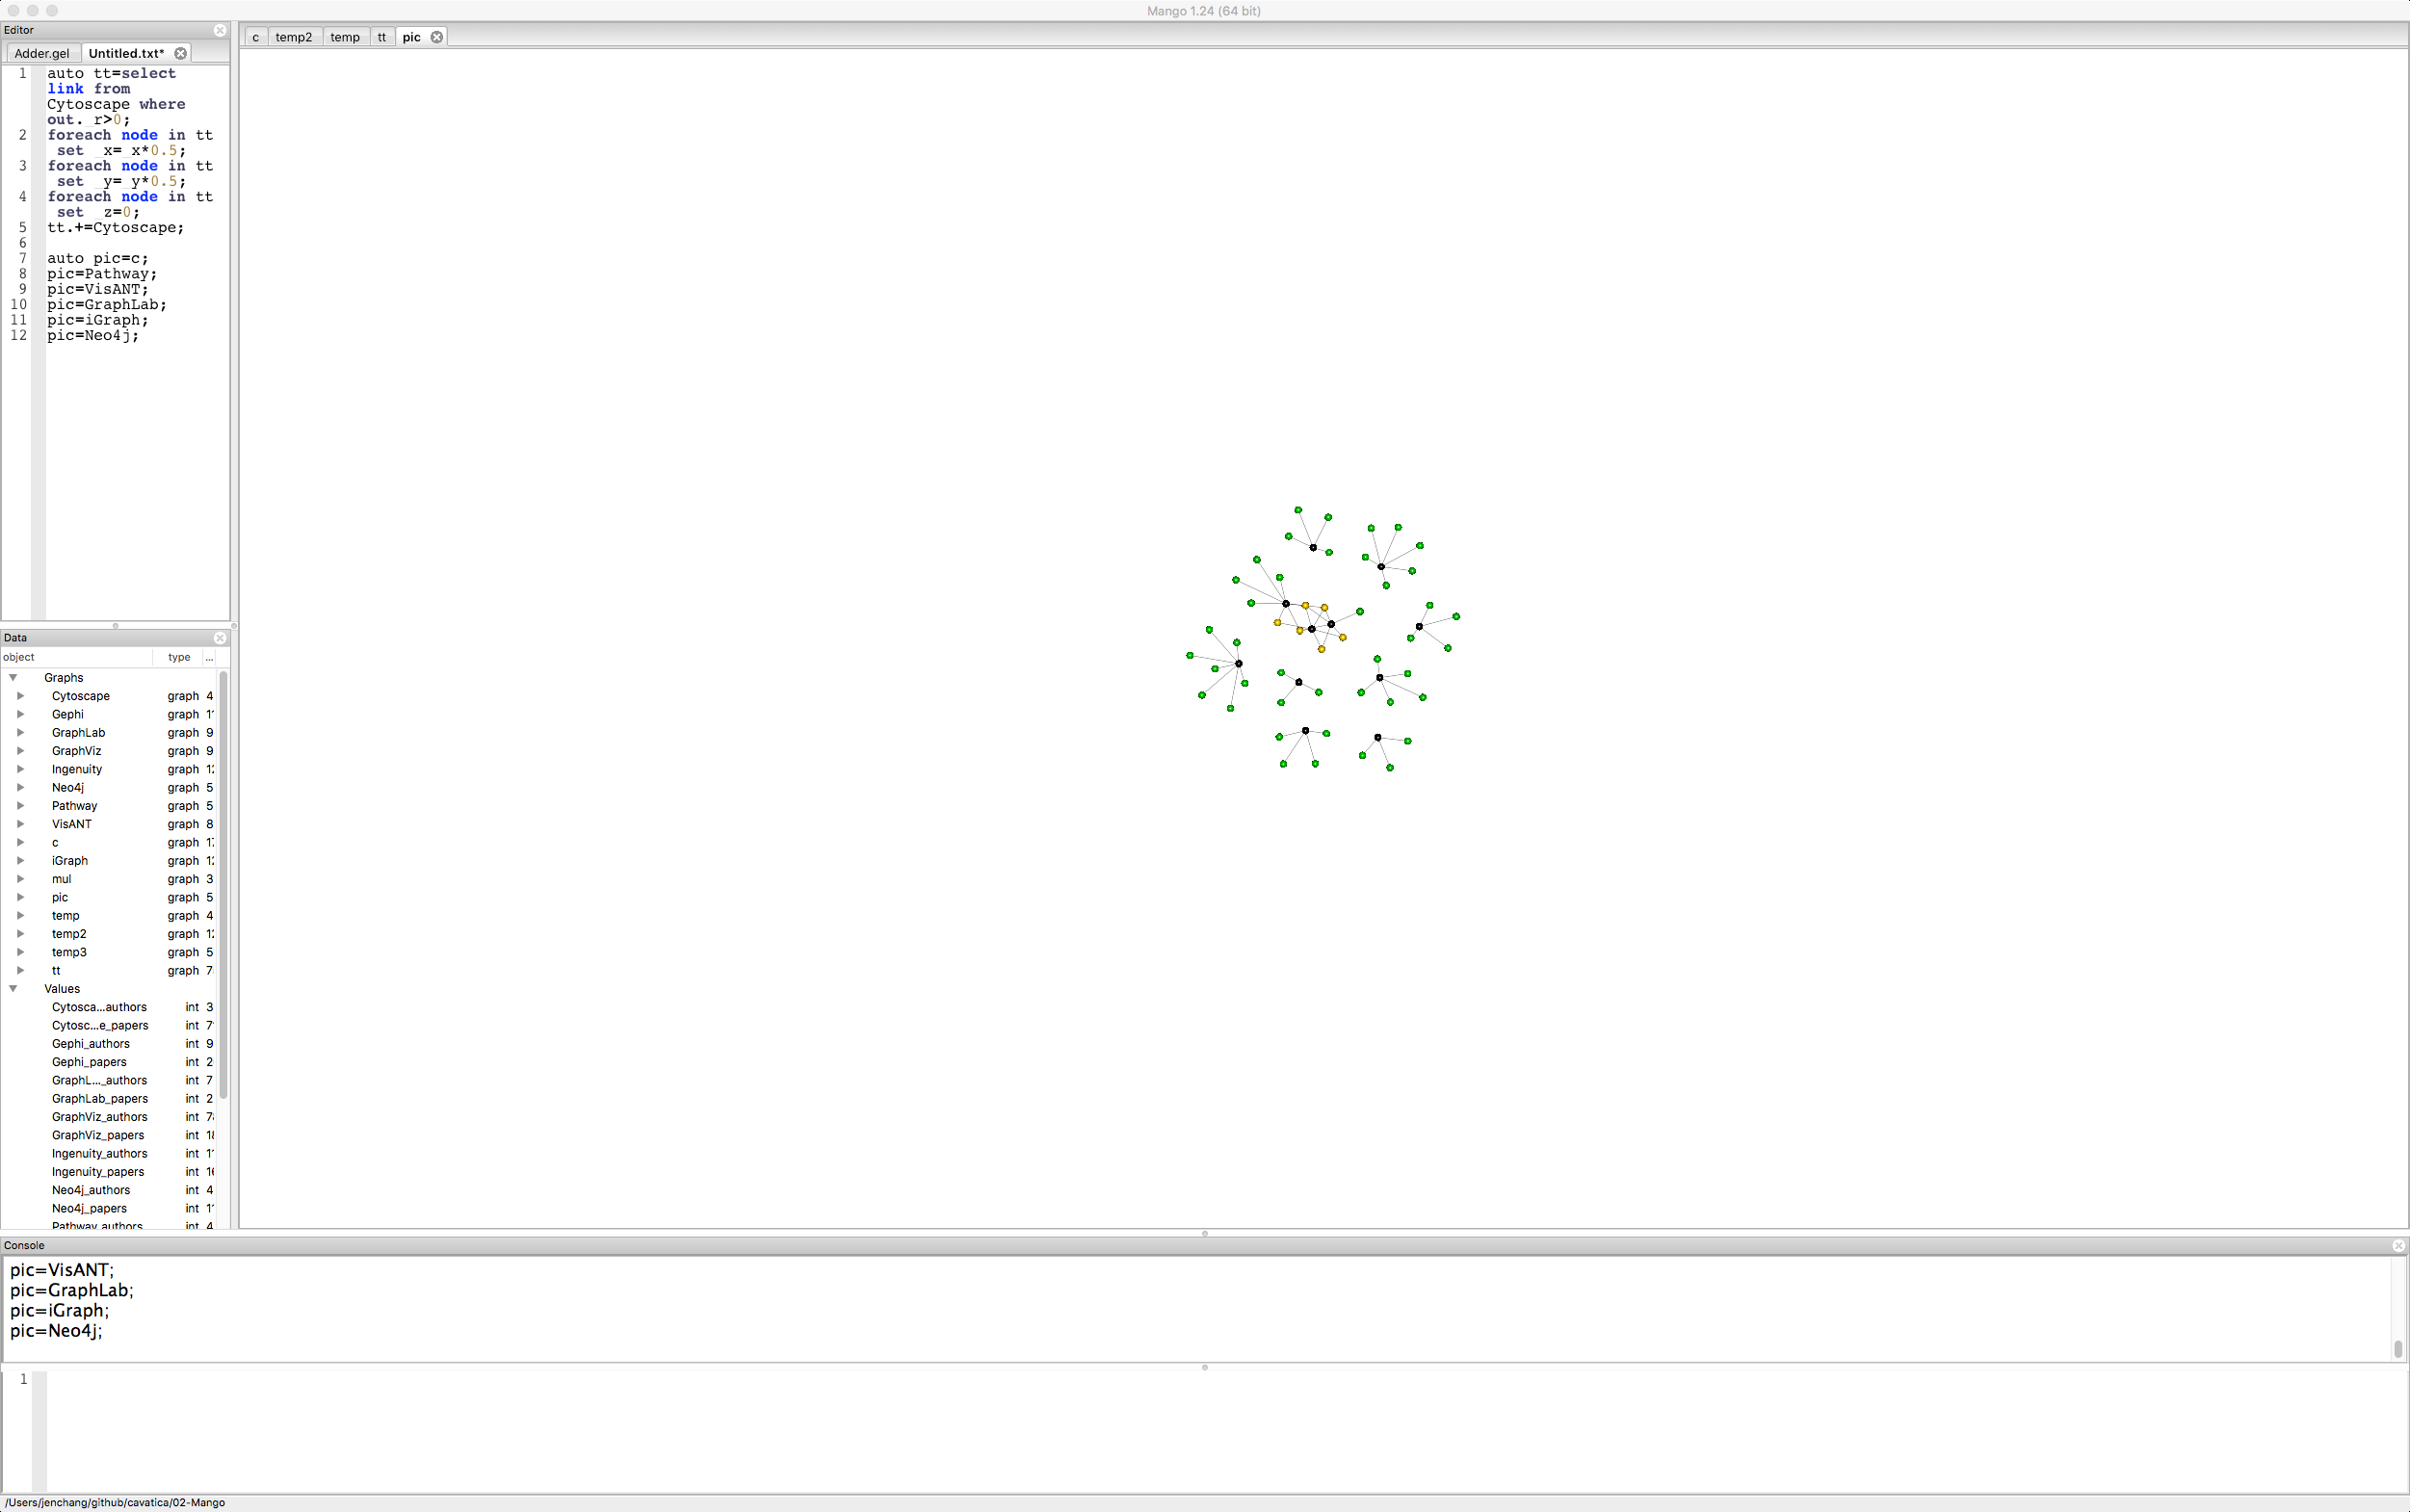 Mango 1.24 (64 bit)
Editor
Adder.gel Untitled.txt*
c temp2 temp tt pic
1 auto tt=select
link from
Cytoscape where
out._r>0;
2 foreach node in tt
set _x=_x*0.5;
3 foreach node in tt
set _y=_y*0.5;
4 foreach node in tt
set _z=0;
5 tt.+=Cytoscape;
6
7 auto pic=c;
8 pic=Pathway;
9 pic=VisANT;
10 pic=GraphLab;
11 pic=iGraph;
12 pic=Neo4j;
Data
object type ...
Graphs
Cytoscape graph 4
Gephi graph 11
GraphLab graph 9
GraphViz graph 9
Ingenuity graph
Neo4j graph 5
Pathway graph 5
VisANT graph 8
c graph
iGraph graph
mul graph 3
pic graph 5
temp graph 4
temp2 graph
temp3 graph 5
tt graph 7
Values
Cytosca...authors int 3
Cytosc...e_papers int 7
Gephi_authors int 9
Gephi_papers int 2
GraphL..._authors int 7
GraphLab_papers int 2
GraphViz_authors int 7
GraphViz_papers int 1
Ingenuity_authors int 1
Ingenuity_papers int 1
Neo4j_authors int 4
Neo4j_papers int 1
Pathway_authors int 4
Console
pic=VisANT;
pic=GraphLab;
pic=iGraph;
pic=Neo4j;
1
/Users/jenchang/github/cavatica/02-Mango